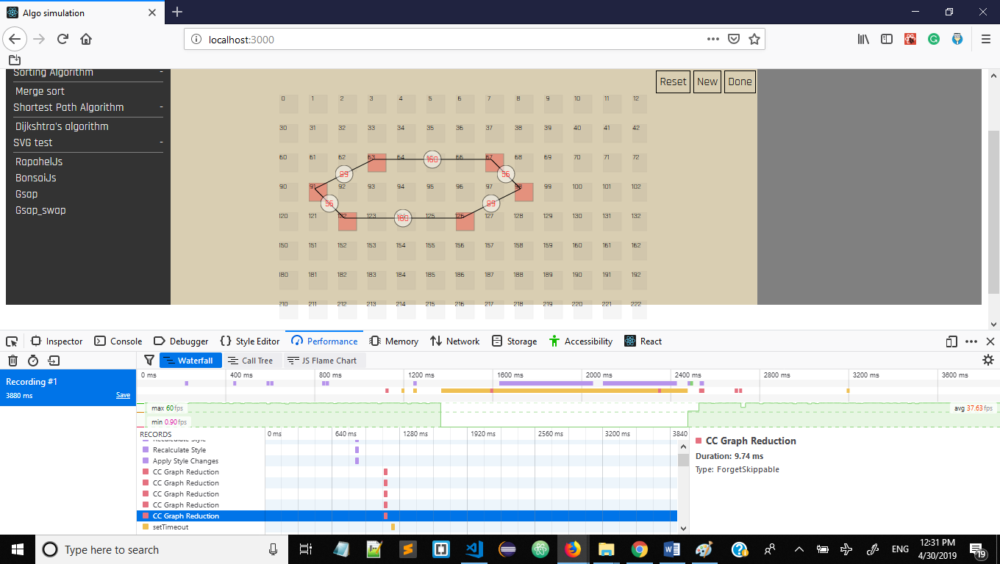 Algo simulation
localhost:3000
Sorting Algorithm -
Merge sort
Shortest Path Algorithm -
Dijkshtra's algorithm
SVG test -
RapahelJs
BonsaiJs
Gsap
Gsap_swap
Reset New Done
0 1 2 3 4 5 6 7 8 9 10 11 12
30 31 32 33 34 35 36 37 38 39 40 41 42
60 61 62 63 64 160 66 67 68 69 70 71 72
89 56
90 91 92 93 94 95 96 97 98 99 100 101 102
56 89
120 121 122 123 160 125 126 127 128 129 130 131 132
150 151 152 153 154 155 156 157 158 159 160 161 162
180 181 182 183 184 185 186 187 188 189 190 191 192
210 211 212 213 214 215 216 217 218 219 220 221 222
Inspector Console Debugger Style Editor Performance Memory Network Storage Accessibility React
Waterfall Call Tree JS Flame Chart
Recording #1
3880 ms Save
0 ms 400 ms 800 ms 1200 ms 1600 ms 2000 ms 2400 ms 2800 ms 3200 ms 3600 ms
max 60 fps
avg 37.63 fps
min 0.90 fps
RECORDS 0 ms 640 ms 1280 ms 1920 ms 2560 ms 3200 ms 3840
Recalculate Style
Recalculate Style
Apply Style Changes
CC Graph Reduction
CC Graph Reduction
CC Graph Reduction
CC Graph Reduction
CC Graph Reduction
setTimeout
CC Graph Reduction
Duration: 9.74 ms
Type: ForgetSkippable
Type here to search
ENG
12:31 PM
4/30/2019
19